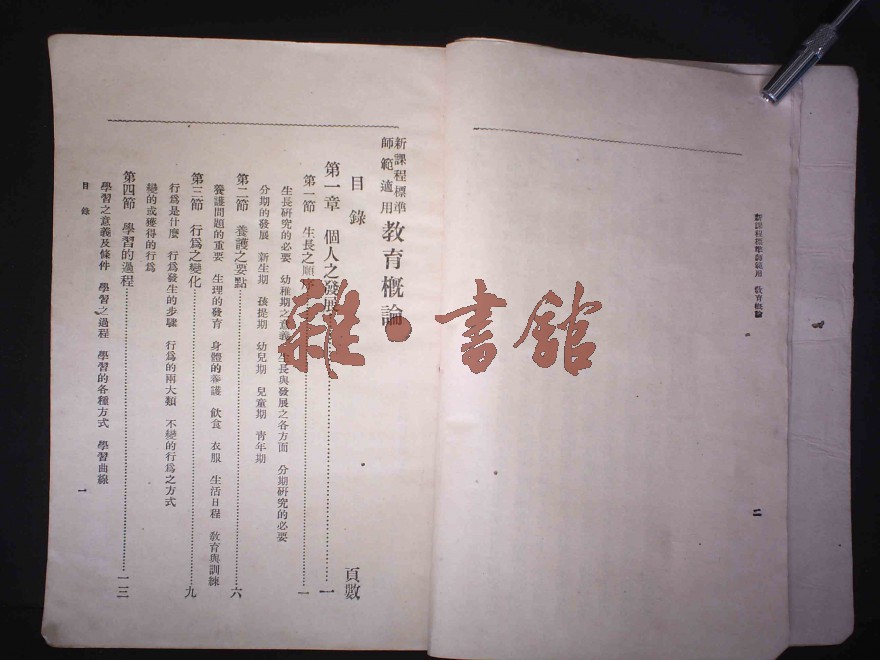 新課程標準師範用 教育概論
二
新課程標準
師範適用
教育概論
目錄
頁數
第一章 個人之發展……一
第一節 生長之順序……一
生長研究的必要 幼稚期之意義 生長與發展之各方面 分期研究的必要
分期的發展 新生期 孩提期 幼兒期 兒童期 青年期
第二節 養護之要點……六
養護問題的重要 生理的發育 身體的養護 飲食 衣服 生活日程 教育與訓練
第三節 行爲之變化……九
行爲是什麼 行爲發生的步驟 行爲的兩大類 不變的行爲之方式
變的或獲得的行爲
第四節 學習的過程……一三
學習之意義及條件 學習之過程 學習的各種方式 學習曲線
目錄
一
雜·書館